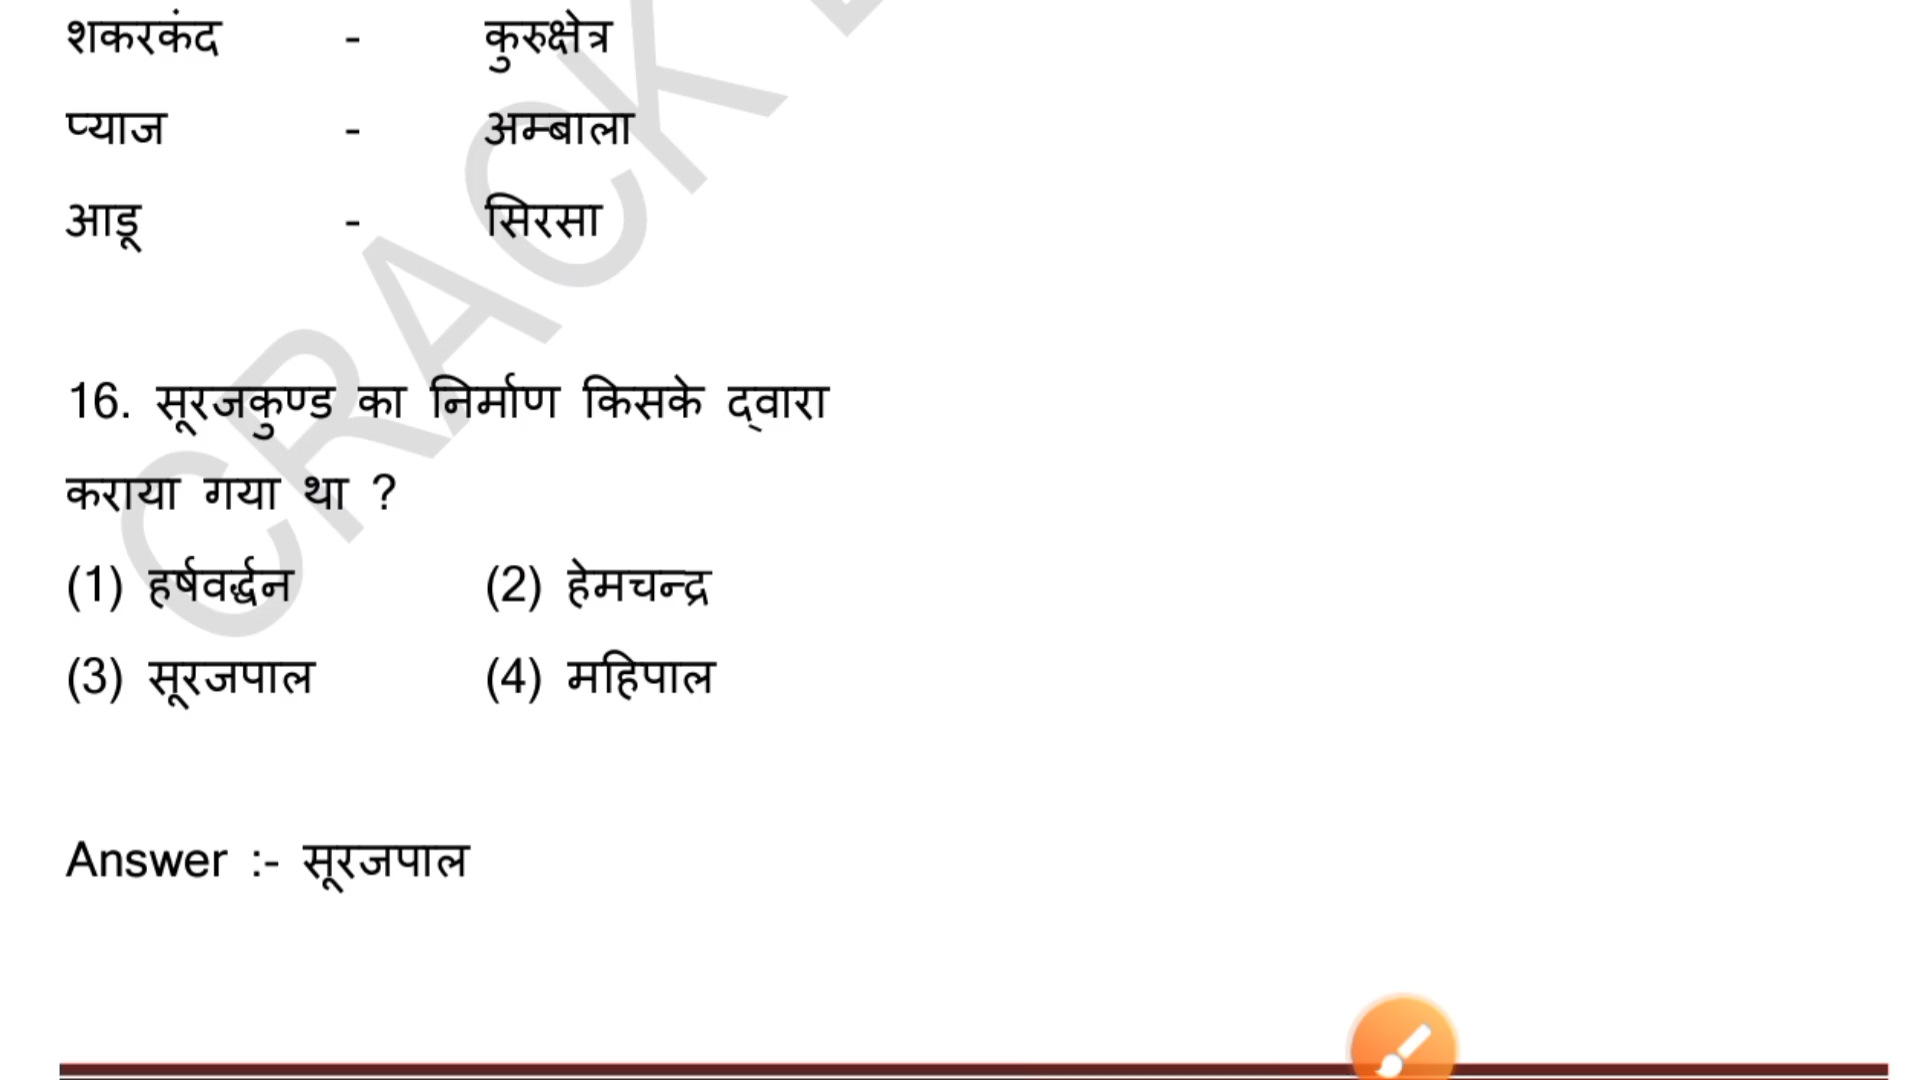 शकरकंद - कुरुक्षेत्र
प्याज - अम्बाला
आडू - सिरसा
16. सूरजकुण्ड का निर्माण किसके द्वारा
कराया गया था ?
(1) हर्षवर्द्धन (2) हेमचन्द्र
(3) सूरजपाल (4) महिपाल
Answer :- सूरजपाल
CRACK